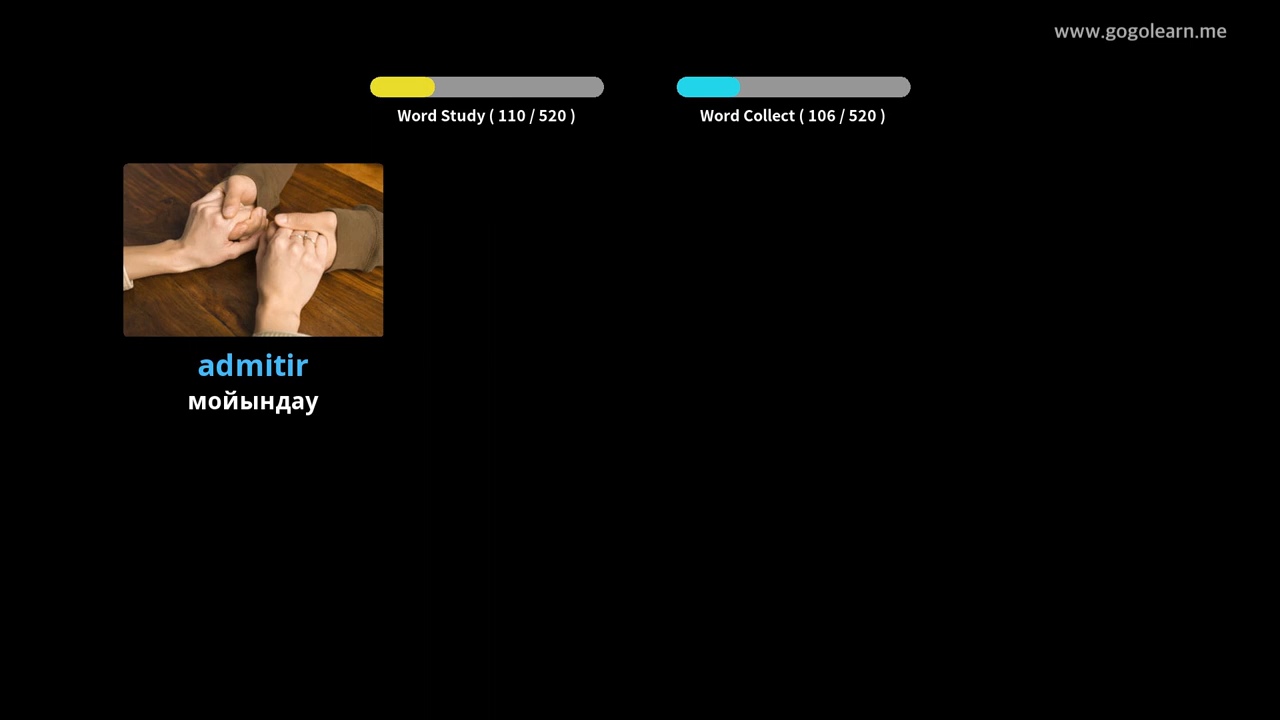 www.gogolearn.me
Word Study ( 110 / 520 )
Word Collect ( 106 / 520 )
admitir
мойындау